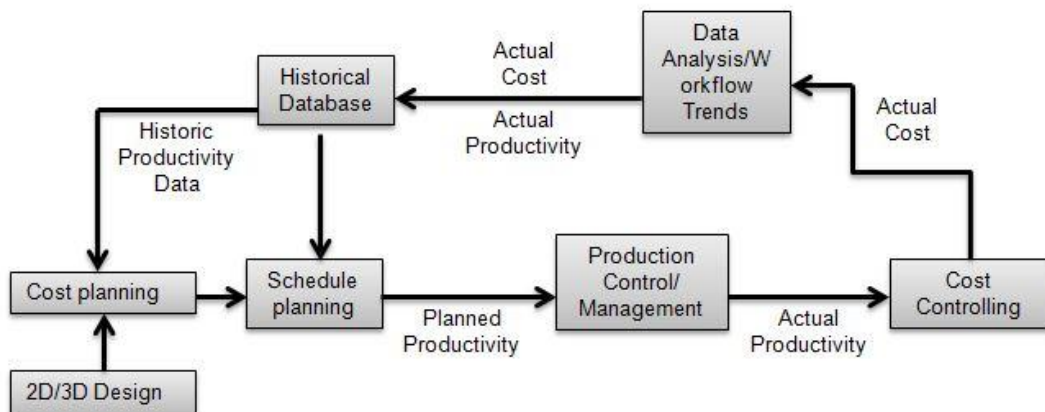 Data
Analysis/W
orkflow
Trends
Actual
Cost
Historical
Database
Actual
Productivity
Actual
Cost
Historic
Productivity
Data
Cost planning
Schedule
planning
Planned
Productivity
Production
Control/
Management
Actual
Productivity
Cost
Controlling
2D/3D Design